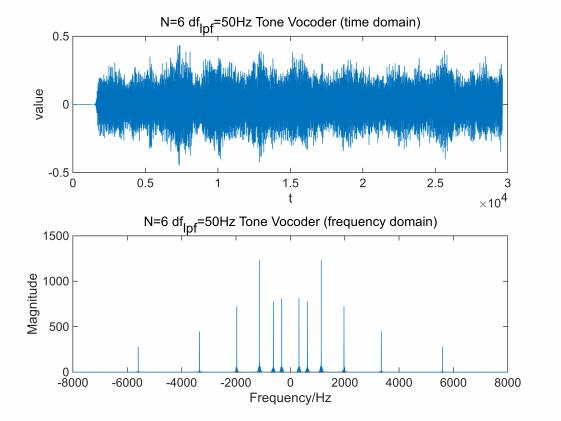 N=6 df_lpf=50Hz Tone Vocoder (time domain)
0.5
0
-0.5
value
0 0.5 1 1.5 2 2.5 3
t
×10^4
N=6 df_lpf=50Hz Tone Vocoder (frequency domain)
1500
1000
500
0
Magnitude
-8000 -6000 -4000 -2000 0 2000 4000 6000 8000
Frequency/Hz